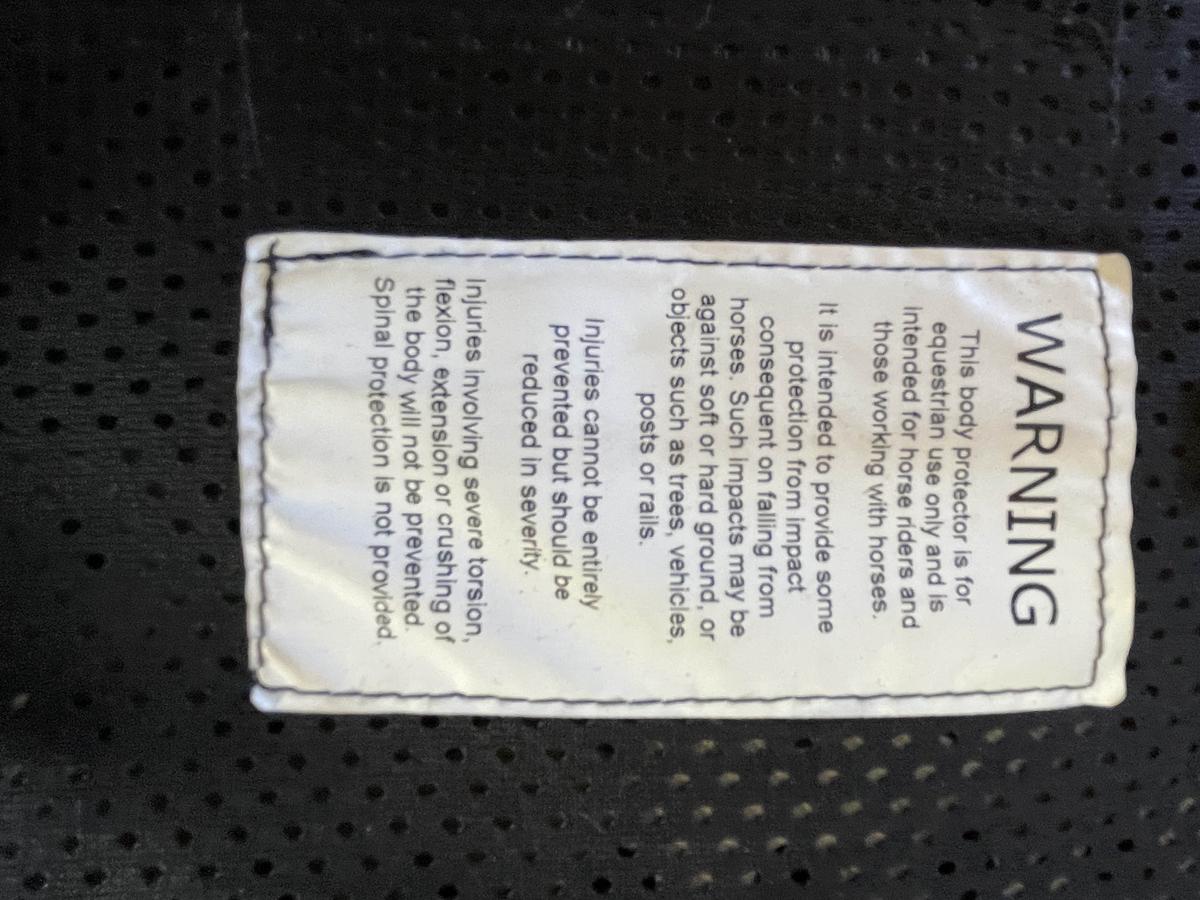 WARNING
This body protector is for
equestrian use only and is
intended for horse riders and
those working with horses.
It is intended to provide some
protection from impact
consequent on falling from
horses. Such impacts may be
against soft or hard ground, or
objects such as trees, vehicles,
posts or rails.
Injuries cannot be entirely
prevented but should be
reduced in severity.
Injuries involving severe torsion,
flexion, extension or crushing of
the body will not be prevented.
Spinal protection is not provided.